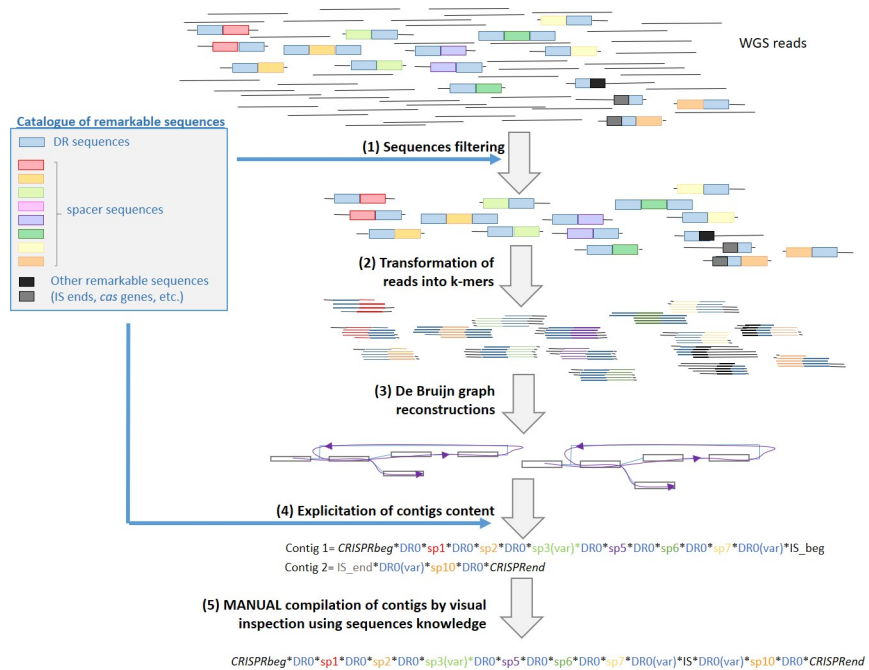 WGS reads
Catalogue of remarkable sequences
DR sequences
spacer sequences
Other remarkable sequences
(IS ends, cas genes, etc.)
(1) Sequences filtering
(2) Transformation of
reads into k-mers
(3) De Bruijn graph
reconstructions
(4) Explicitation of contigs content
Contig 1= CRISPRbeg*DR0*sp1*DR0*sp2*DR0*sp3(var)*DR0*sp5*DR0*sp6*DR0*sp7*DR0(var)*IS_beg
Contig 2= IS_end*DR0(var)*sp10*DR0*CRISPRend
(5) MANUAL compilation of contigs by visual
inspection using sequences knowledge
CRISPRbeg*DR0*sp1*DR0*sp2*DR0*sp3(var)*DR0*sp5*DR0*sp6*DR0*sp7*DR0(var)*IS*DR0(var)*sp10*DR0*CRISPRend